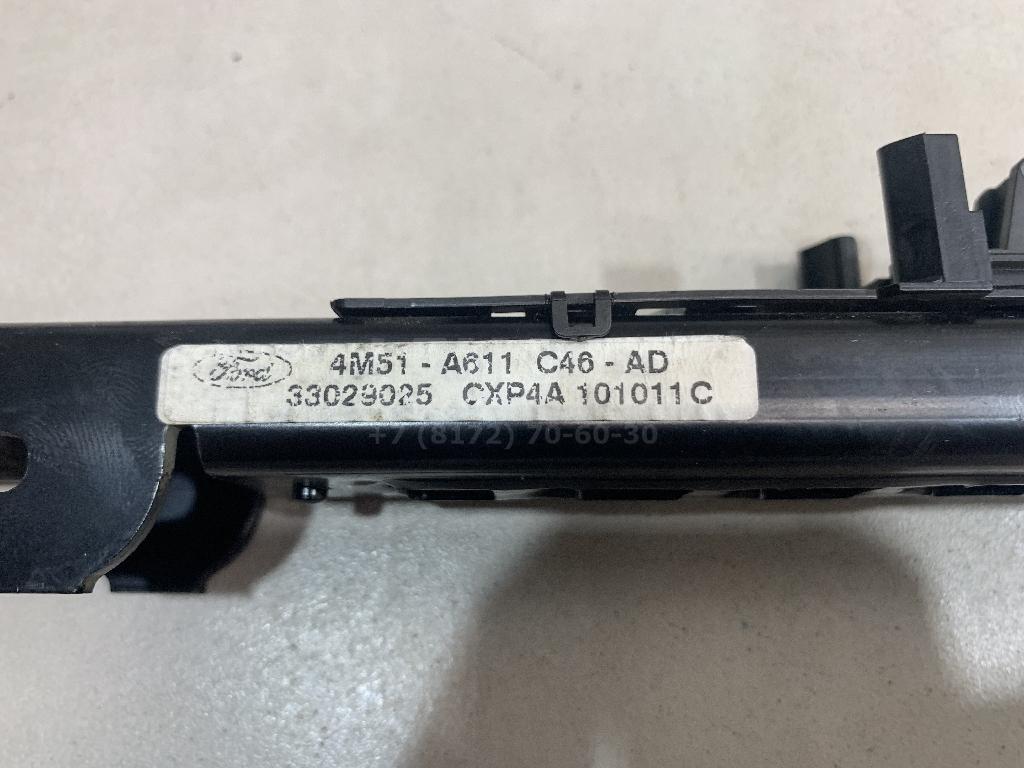 Ford
4M51 - A611 C46 - AD
33029025 CXP4A 101011C
+7 (8172) 70-60-30